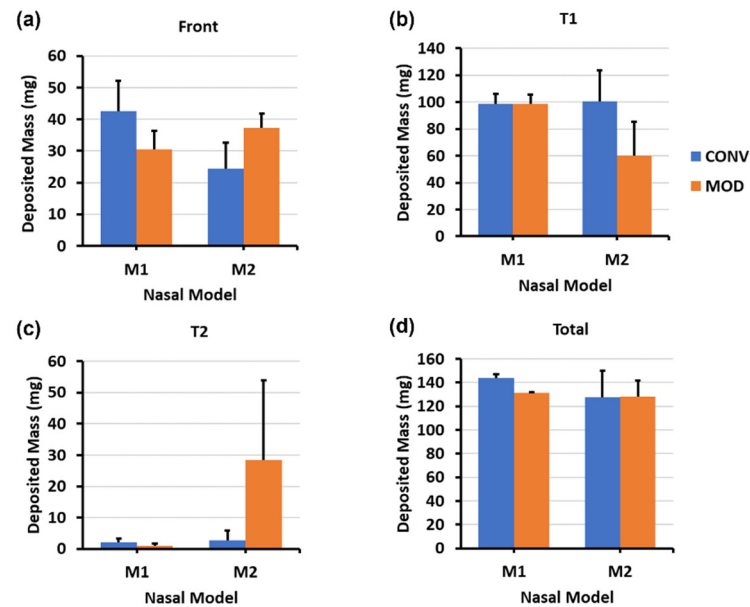 (a)
Front
Deposited Mass (mg)
60
50
40
30
20
10
0
M1 M2
Nasal Model
(b)
T1
Deposited Mass (mg)
140
120
100
80
60
40
20
0
M1 M2
Nasal Model
CONV
MOD
(c)
T2
Deposited Mass (mg)
60
50
40
30
20
10
0
M1 M2
Nasal Model
(d)
Total
Deposited Mass (mg)
160
140
120
100
80
60
40
20
0
M1 M2
Nasal Model